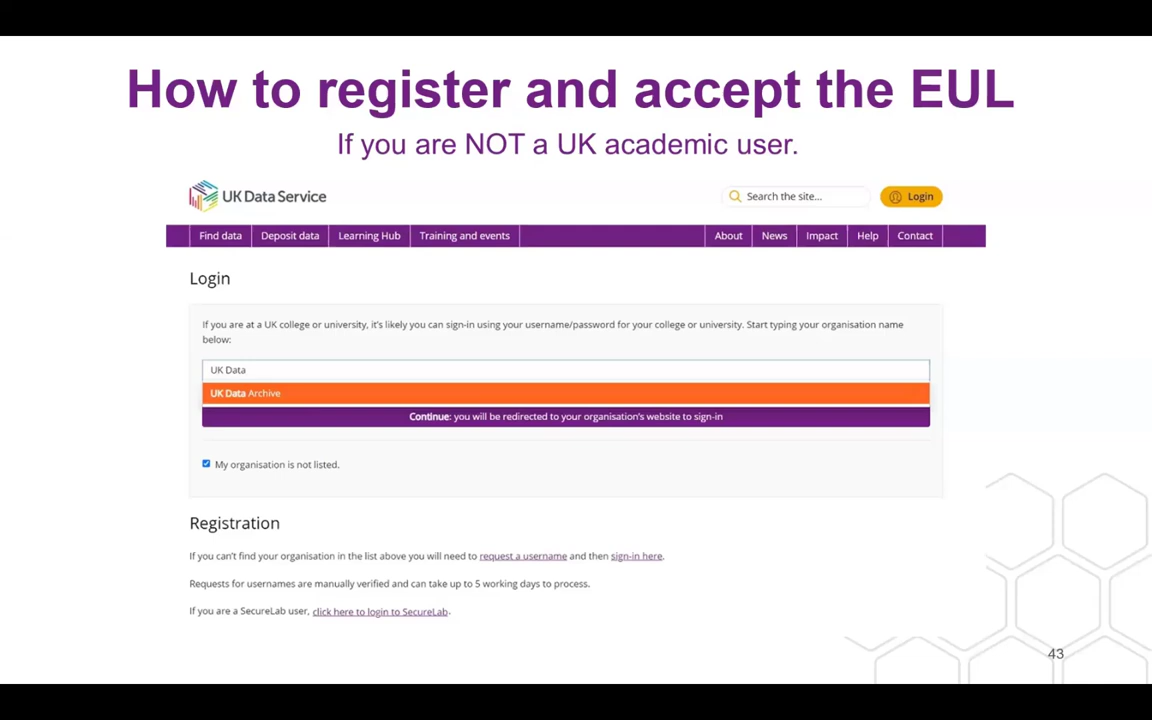 How to register and accept the EUL
If you are NOT a UK academic user.
UK Data Service
Search the site...
Login
Find data
Deposit data
Learning Hub
Training and events
About
News
Impact
Help
Contact
Login
If you are at a UK college or university, it's likely you can sign-in using your username/password for your college or university. Start typing your organisation name
below:
UK Data
UK Data Archive
Continue: you will be redirected to your organisation's website to sign-in
My organisation is not listed.
Registration
If you can't find your organisation in the list above you will need to request a username and then sign-in here.
Requests for usernames are manually verified and can take up to 5 working days to process.
If you are a SecureLab user, click here to login to SecureLab.
43